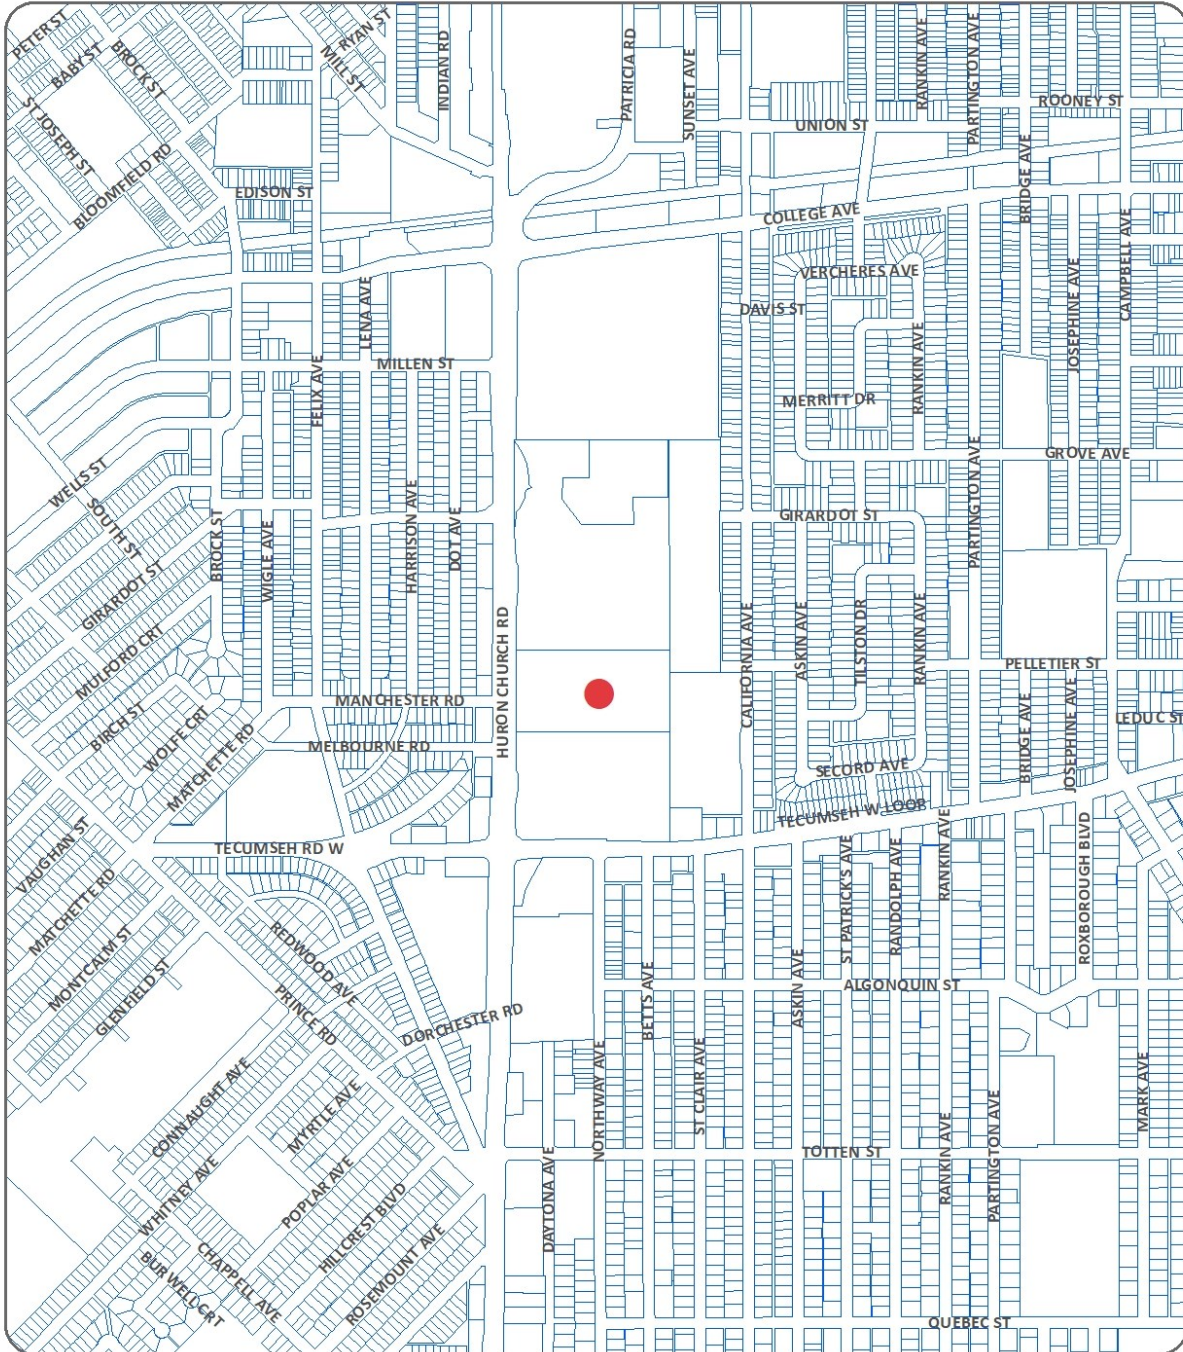 PETER ST
BABY ST
BROCK ST
MILL ST
RYAN ST
INDIAN RD
PATRICIA RD
SUNSET AVE
RANKIN AVE
PARTINGTON AVE
ROONEY ST
UNION ST
ST JOSEPH ST
BLOOMFIELD RD
EDISON ST
BRIDGE AVE
COLLEGE AVE
CAMPBELL AVE
VERCHERES AVE
LENA AVE
DAVIS ST
JOSEPHINE AVE
FELIX AVE
MILLEN ST
RANKIN AVE
MERRITT DR
GROVE AVE
WELLS ST
SOUTH ST
BROCK ST
WIGLE AVE
HARRISON AVE
DOT AVE
PARTINGTON AVE
GIRARDOT ST
GIRARDOT ST
MULFORD CRT
HURON CHURCH RD
CALIFORNIA AVE
ASKIN AVE
TILSTON DR
RANKIN AVE
PELLETIER ST
BIRCH ST
WOLFE CRT
MATCHETTE RD
MANCHESTER RD
MELBOURNE RD
BRIDGE AVE
JOSEPHINE AVE
LEDUC ST
SECORD AVE
TECUMSEH W LOOP
VAUGHAN ST
TECUMSEH RD W
ST PATRICK'S AVE
RANDOLPH AVE
RANKIN AVE
ROXBOROUGH BLVD
MATCHETTE RD
MONTCALM ST
GLENFIELD ST
REDWOOD AVE
PRINCE RD
DORCHESTER RD
BETTS AVE
ASKIN AVE
ALGONQUIN ST
CONNAUGHT AVE
MYRTLE AVE
NORTHWAY AVE
ST CLAIR AVE
MARK AVE
WHITNEY AVE
POPLAR AVE
HILLCREST BLVD
DAYTONA AVE
TOTTEN ST
RANKIN AVE
PARTINGTON AVE
BURWELL CRT
CHAPPELL AVE
ROSEMOUNT AVE
QUEBEC ST